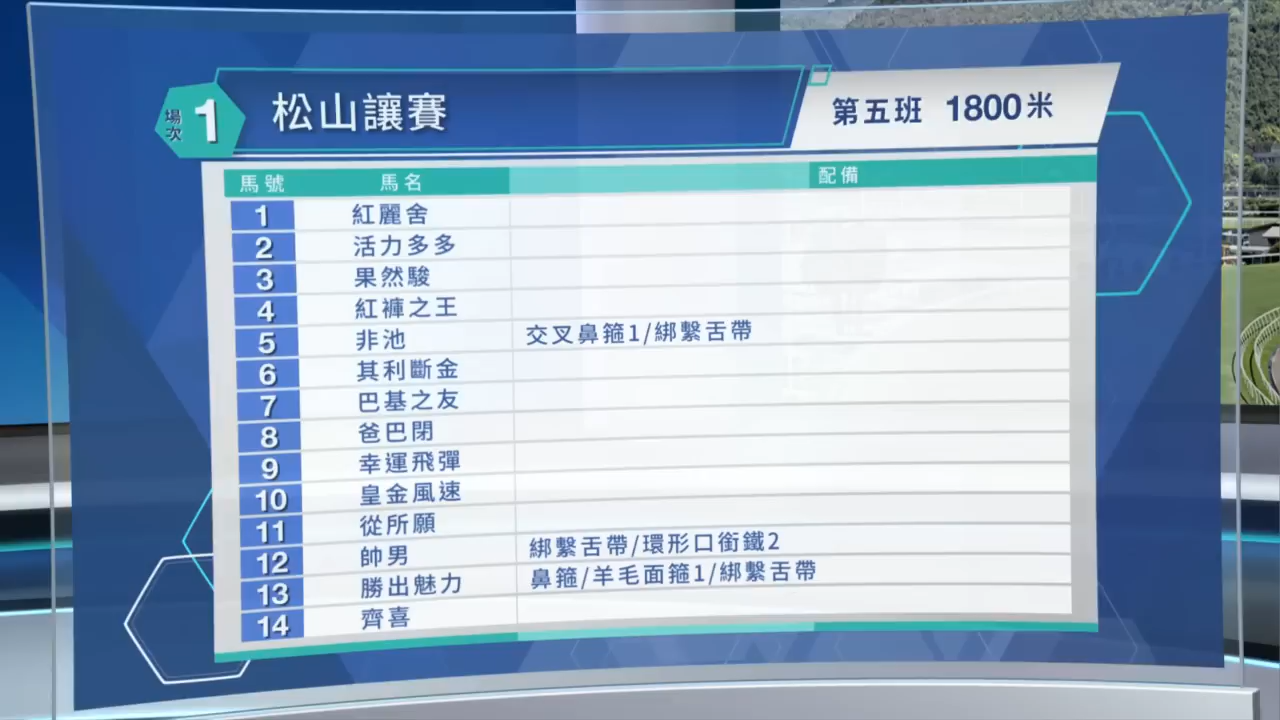 場次 1 松山讓賽 第五班 1800米
馬號 馬名 配備
1 紅麗舍
2 活力多多
3 果然駿
4 紅褲之王
5 非池 交叉鼻箍1/綁繫舌帶
6 其利斷金
7 巴基之友
8 爸巴閉
9 幸運飛彈
10 皇金風速
11 從所願
12 帥男 綁繫舌帶/環形口銜鐵2
13 勝出魅力 鼻箍/羊毛面箍1/綁繫舌帶
14 齊喜